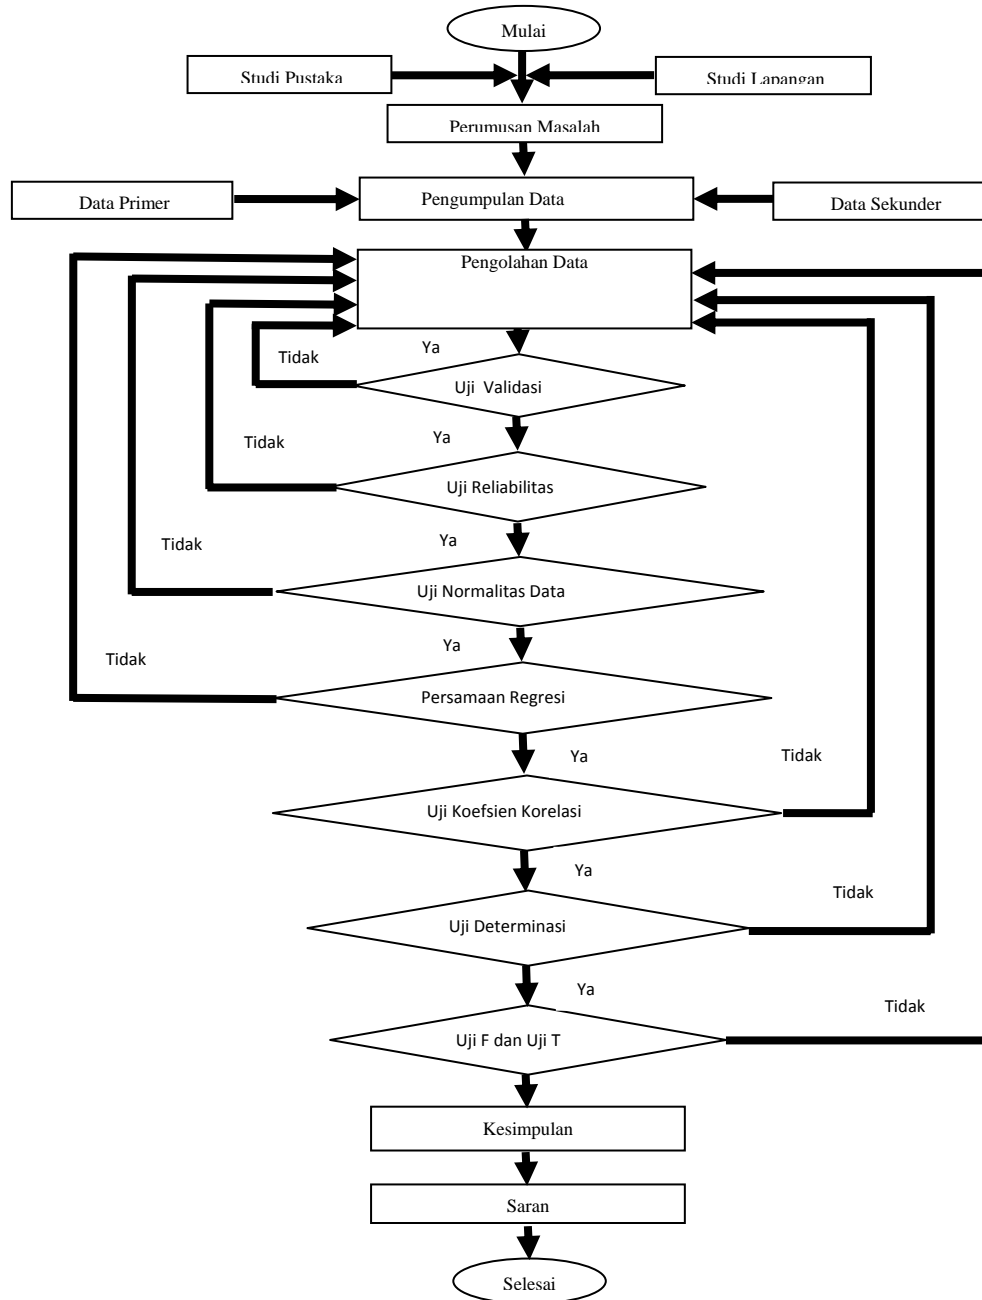 Mulai
Studi Pustaka
Studi Lapangan
Perumusan Masalah
Data Primer
Pengumpulan Data
Data Sekunder
Pengolahan Data
Ya
Tidak
Uji Validasi
Ya
Tidak
Uji Reliabilitas
Ya
Tidak
Uji Normalitas Data
Ya
Tidak
Persamaan Regresi
Ya
Tidak
Uji Koefsien Korelasi
Ya
Tidak
Uji Determinasi
Ya
Tidak
Uji F dan Uji T
Kesimpulan
Saran
Selesai